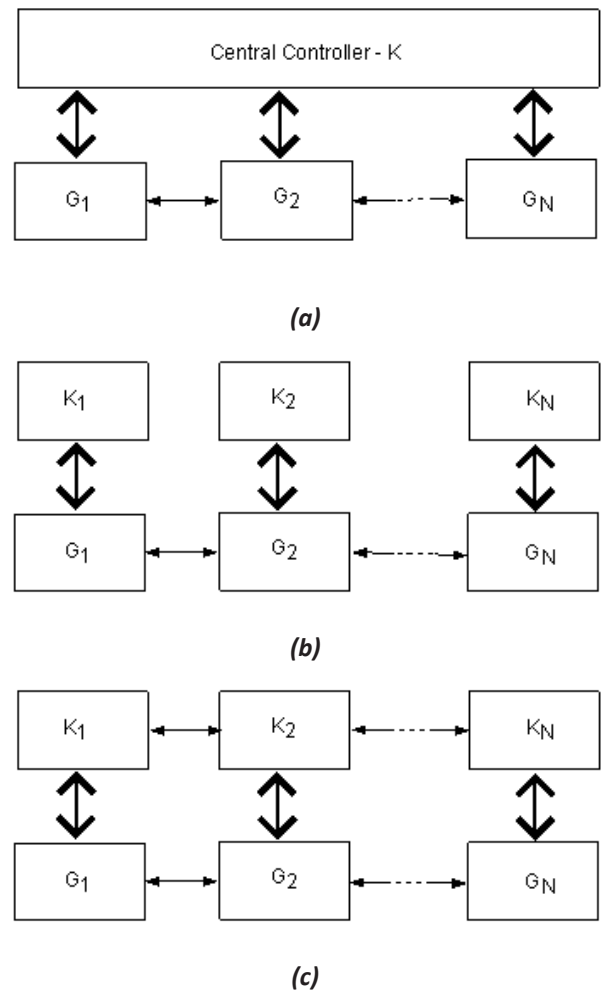 Central Controller - K
G1 G2 GN
(a)
K1 K2 KN
G1 G2 GN
(b)
K1 K2 KN
G1 G2 GN
(c)